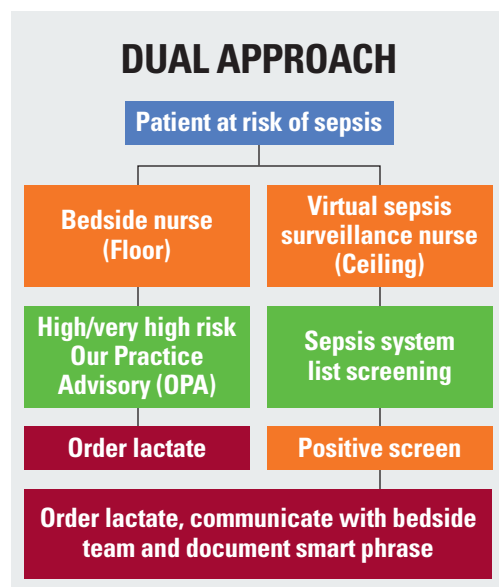 DUAL APPROACH
Patient at risk of sepsis
Bedside nurse
(Floor)
Virtual sepsis
surveillance nurse
(Ceiling)
High/very high risk
Our Practice
Advisory (OPA)
Sepsis system
list screening
Order lactate
Positive screen
Order lactate, communicate with bedside
team and document smart phrase